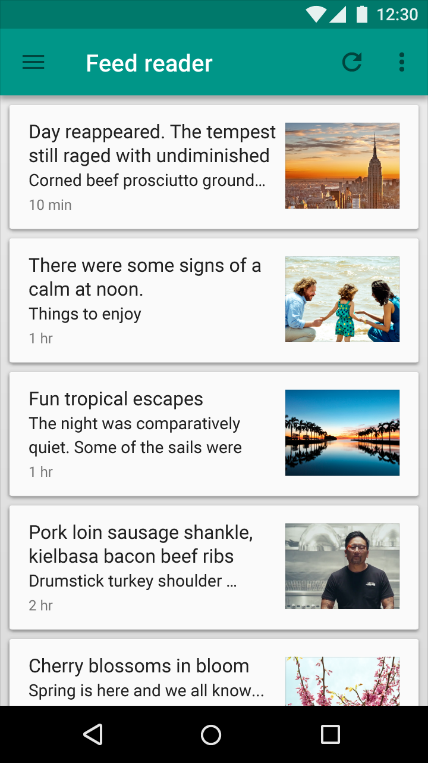 12:30
Feed reader
Day reappeared. The tempest
still raged with undiminished
Corned beef prosciutto ground...
10 min
There were some signs of a
calm at noon.
Things to enjoy
1 hr
Fun tropical escapes
The night was comparatively
quiet. Some of the sails were
1 hr
Pork loin sausage shankle,
kielbasa bacon beef ribs
Drumstick turkey shoulder ...
2 hr
Cherry blossoms in bloom
Spring is here and we all know...